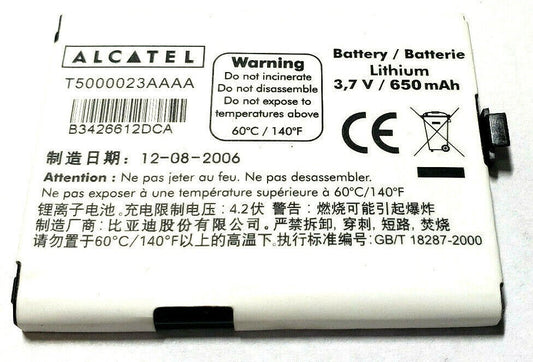 ALCATEL
T5000023AAAA
B3426612DCA
Warning
Do not incinerate
Do not disassemble
Do not expose to
temperatures above
60°C / 140°F
Battery / Batterie
Lithium
3,7 V / 650 mAh
CE
制造日期: 12-08-2006
Attention : Ne pas jeter au feu. Ne pas desassembler.
Ne pas exposer à une température supérieure à 60°C/140°F
锂离子电池。充电限制电压: 4.2伏 警告: 燃烧可能引起爆炸
制造厂商: 比亚迪股份有限公司。严禁拆卸, 穿刺, 短路, 焚烧
请勿置于60°C/140°F以上的高温下。执行标准编号:GB/T 18287-2000